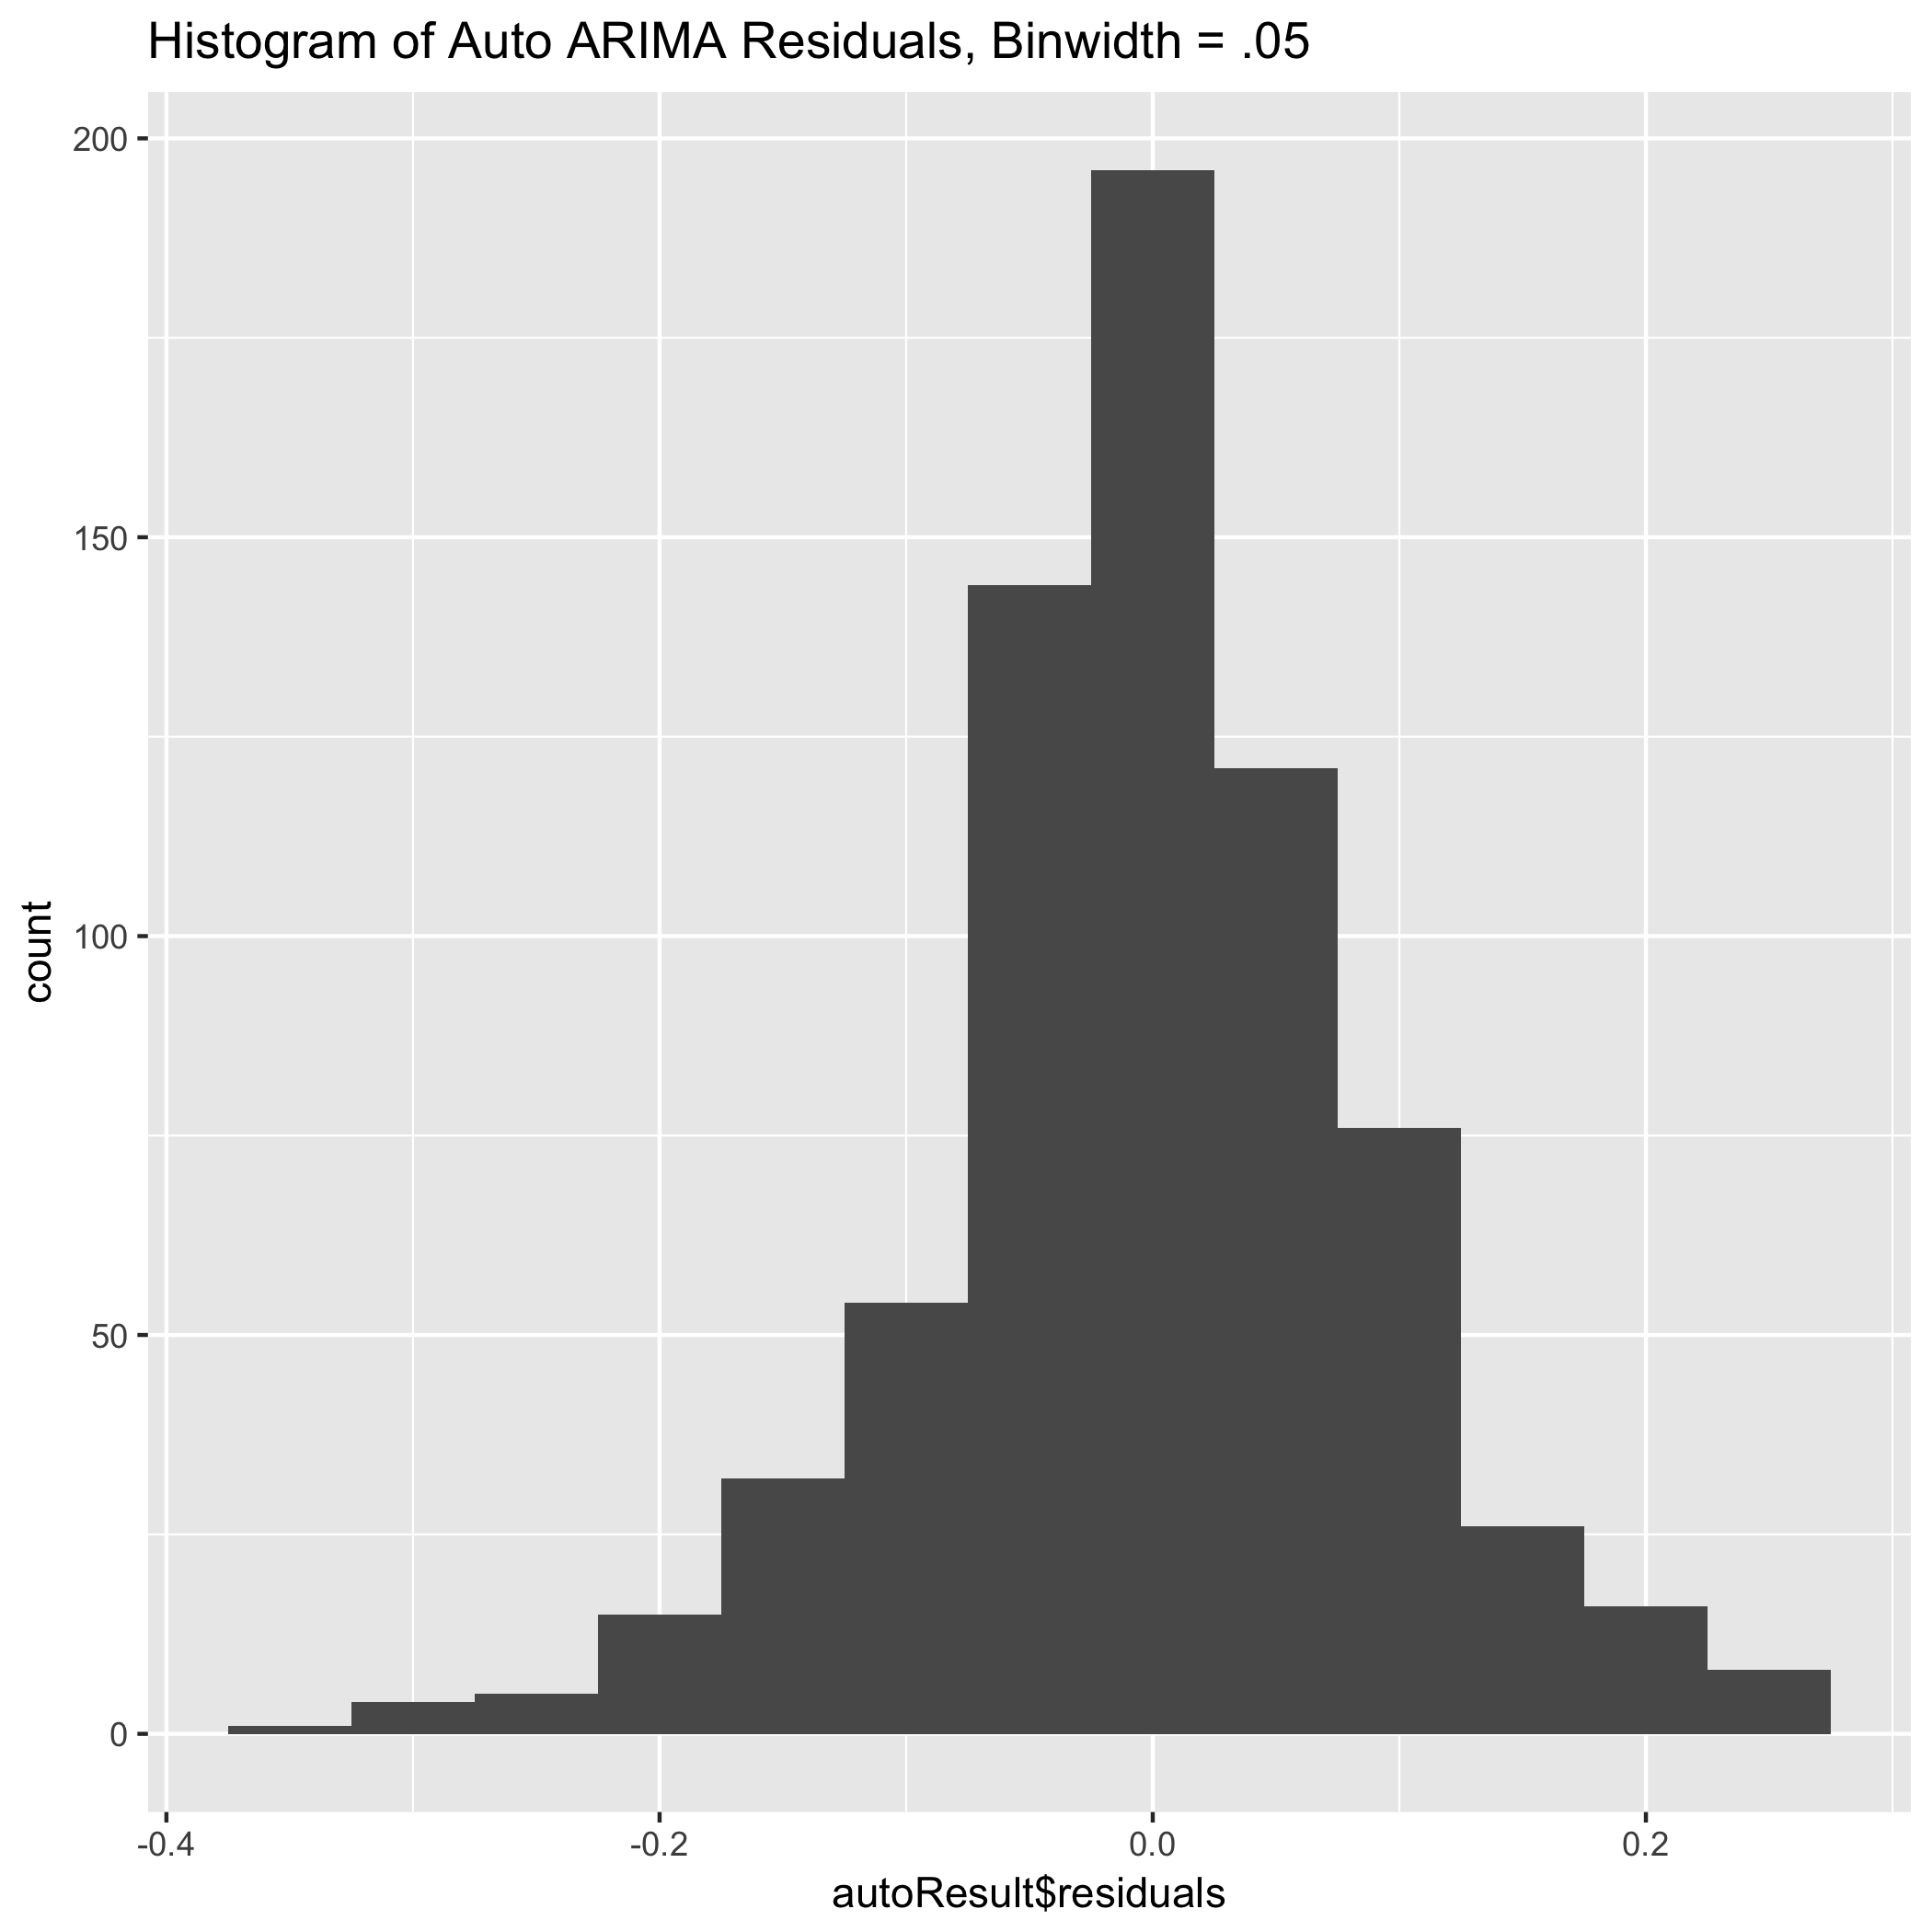 Histogram of Auto ARIMA Residuals, Binwidth = .05
200
150
100
50
0
count
-0.4 -0.2 0.0 0.2
autoResult$residuals